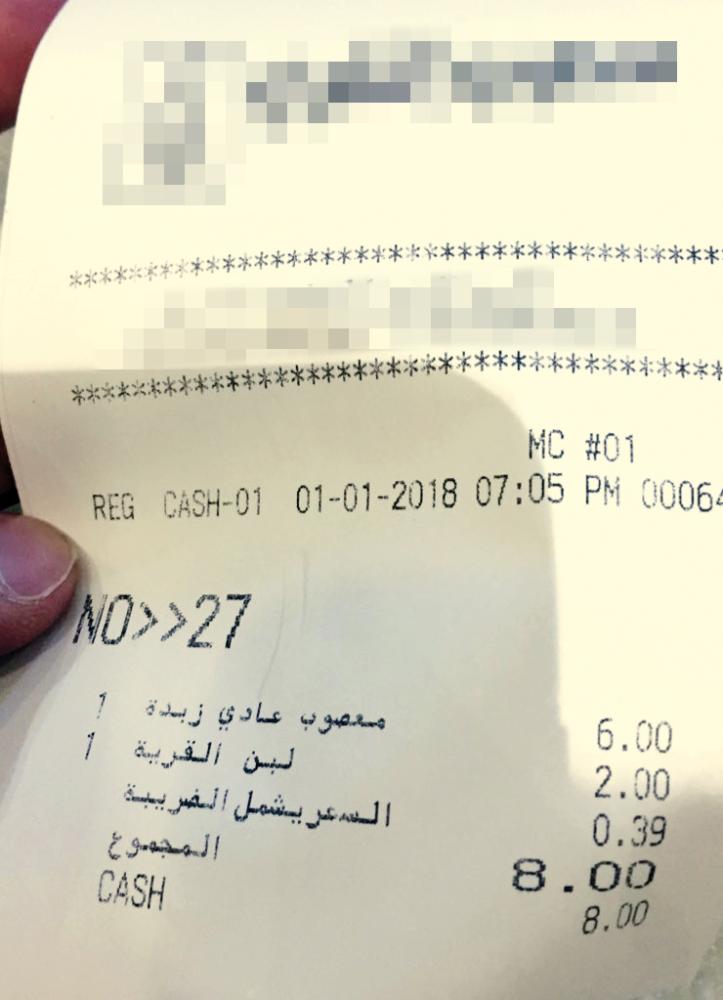 ****************************************
****************************************
MC #01
REG CASH-01 01-01-2018 07:05 PM 00064
NO>>27
1 معصوب عادي زبدة 6.00
1 لبن القرية 2.00
السعر يشمل الضريبة 0.39
المجموع 8.00
CASH 8.00